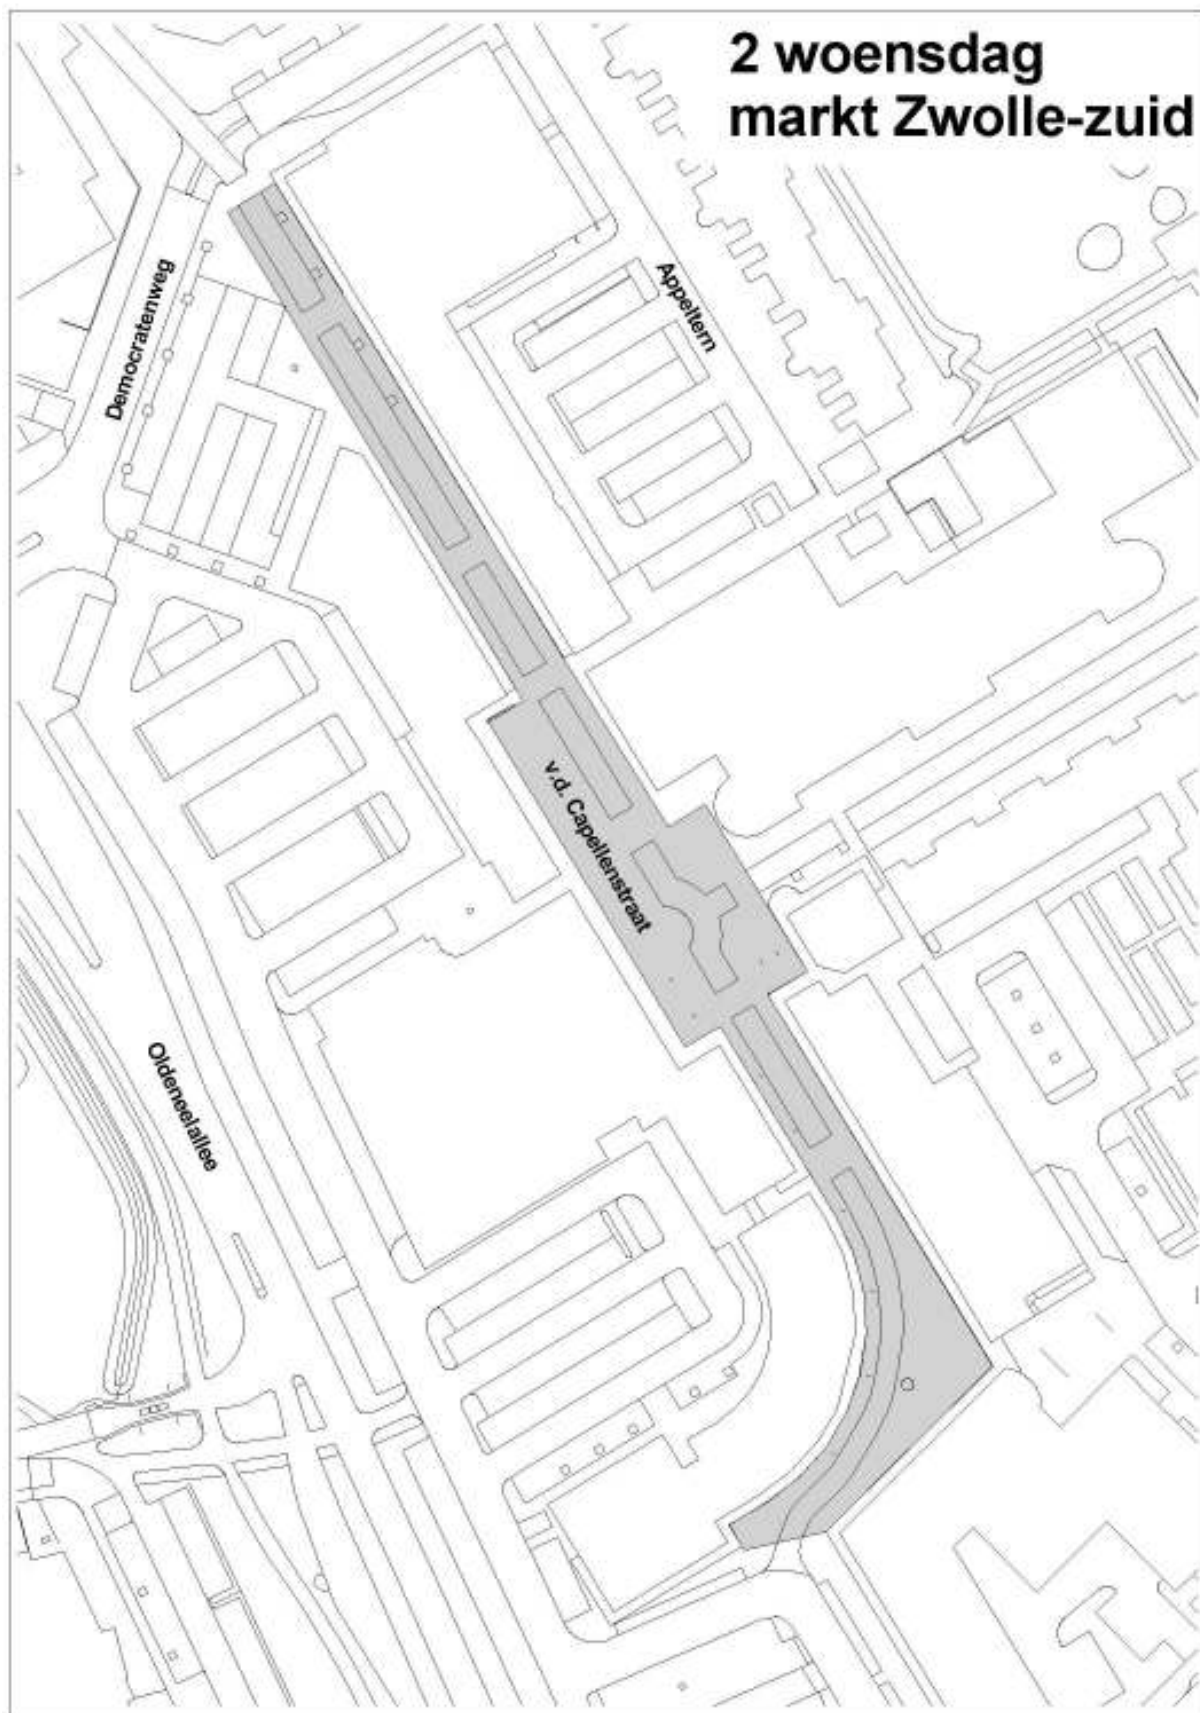 2 woensdag
markt Zwolle-zuid
Democratenweg
Appeltern
v.d. Capellenstraat
Oldeneelallee